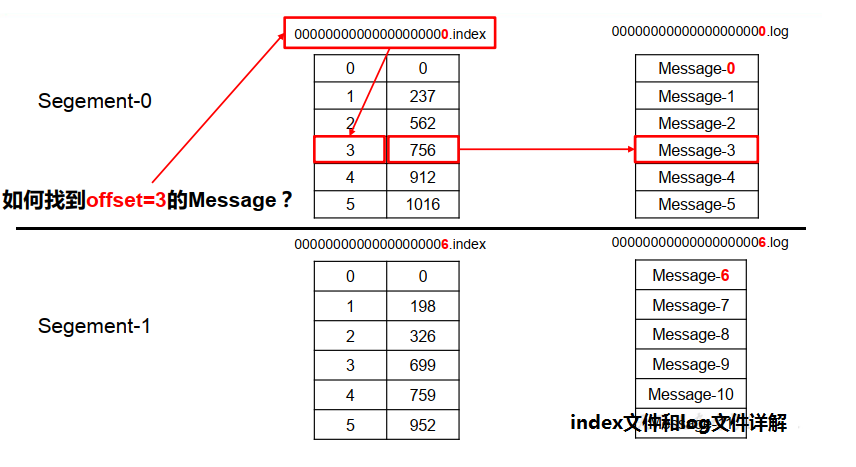 00000000000000000000.index
00000000000000000000.log
Segement-0
0 0 Message-0
1 237 Message-1
2 562 Message-2
3 756 Message-3
4 912 Message-4
5 1016 Message-5
如何找到offset=3的Message？
00000000000000000006.index
00000000000000000006.log
Segement-1
0 0 Message-6
1 198 Message-7
2 326 Message-8
3 699 Message-9
4 759 Message-10
5 952
index文件和log文件详解